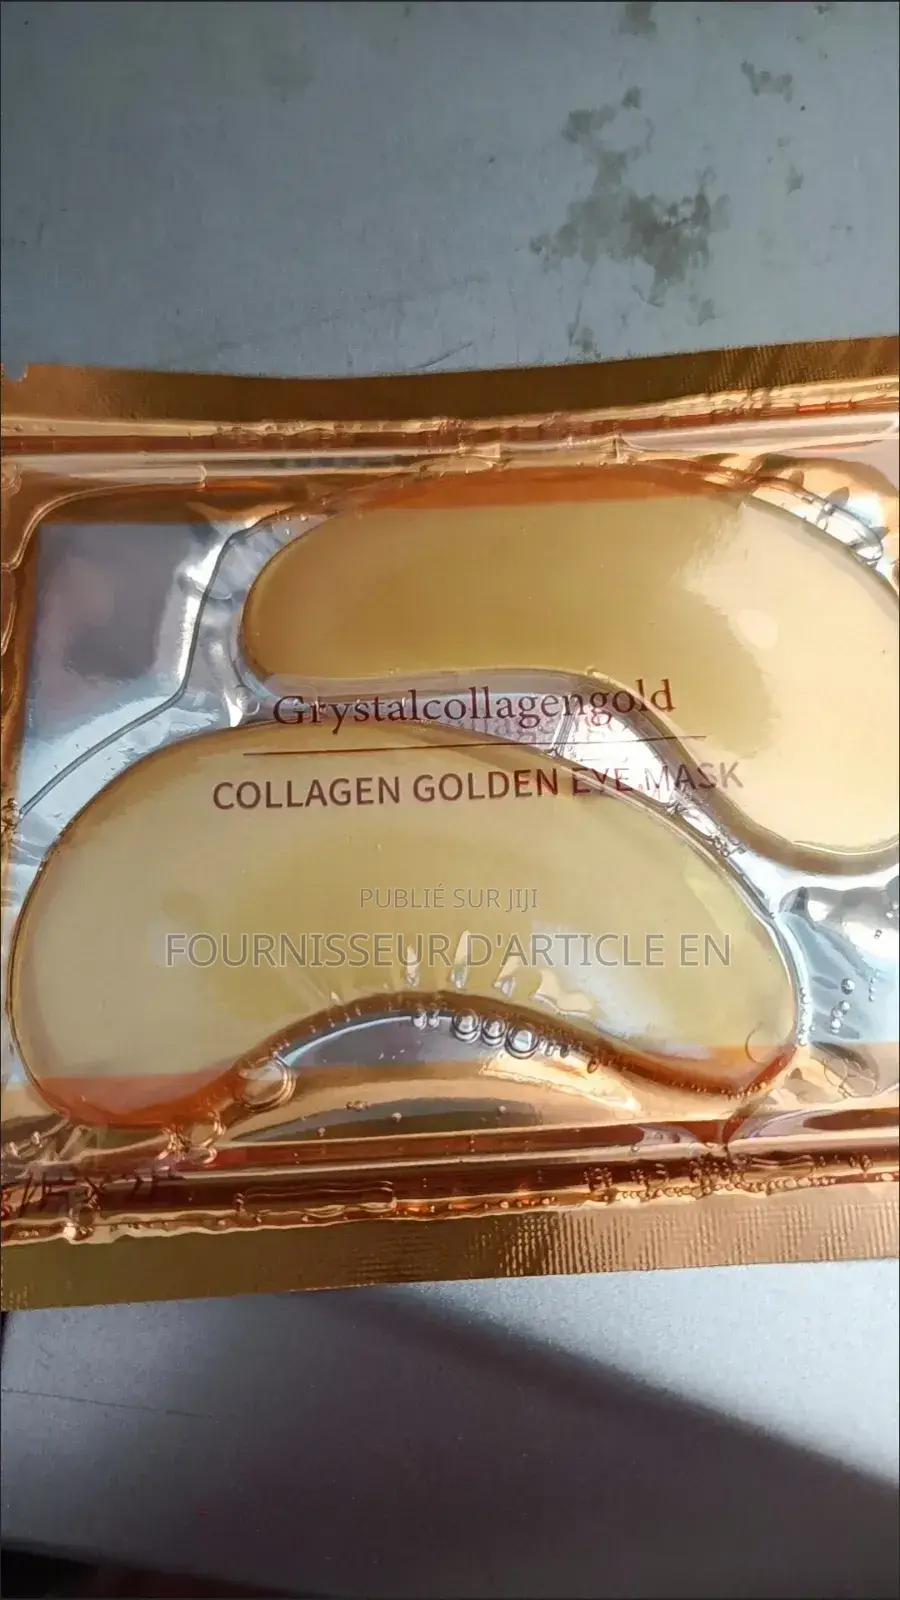 Grystalcollagengold
COLLAGEN GOLDEN EYE MASK
PUBLIÉ SUR JIJI
FOURNISSEUR D'ARTICLE EN